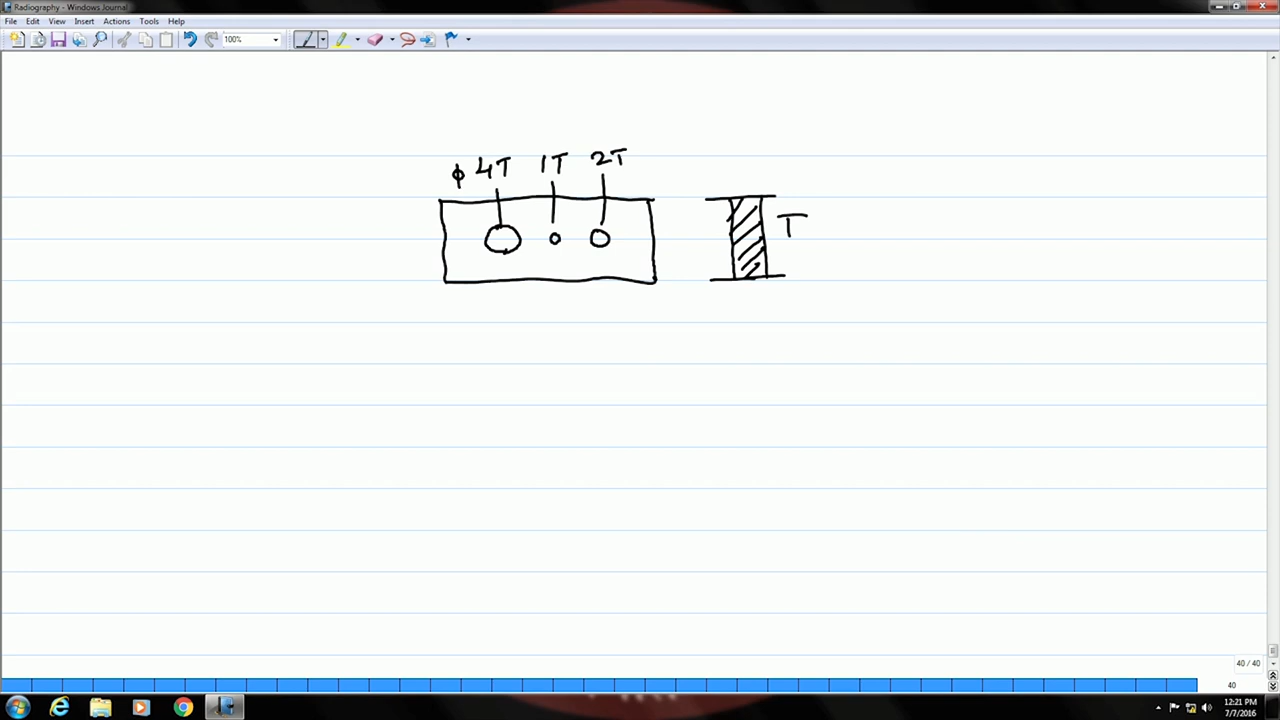 Radiography - Windows Journal
File Edit View Insert Actions Tools Help
100%
ϕ 4T 1T 2T
T
40 / 40
40
12:21 PM
7/7/2016